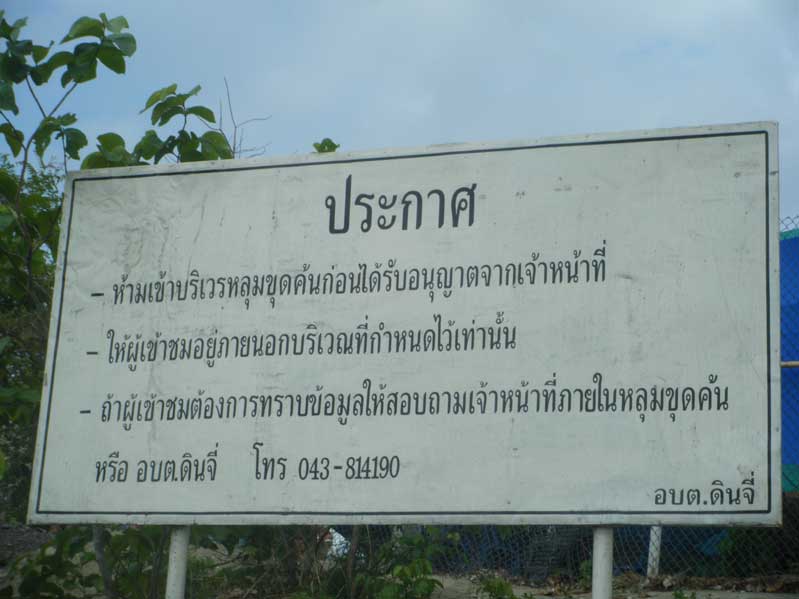 ประกาศ
- ห้ามเข้าบริเวรหลุมขุดค้นก่อนได้รับอนุญาตจากเจ้าหน้าที่
- ให้ผู้เข้าชมอยู่ภายนอกบริเวณที่กำหนดไว้เท่านั้น
- ถ้าผู้เข้าชมต้องการทราบข้อมูลให้สอบถามเจ้าหน้าที่ภายในหลุมขุดค้น
หรือ อบต.ดินจี่ โทร 043-814190
อบต.ดินจี่